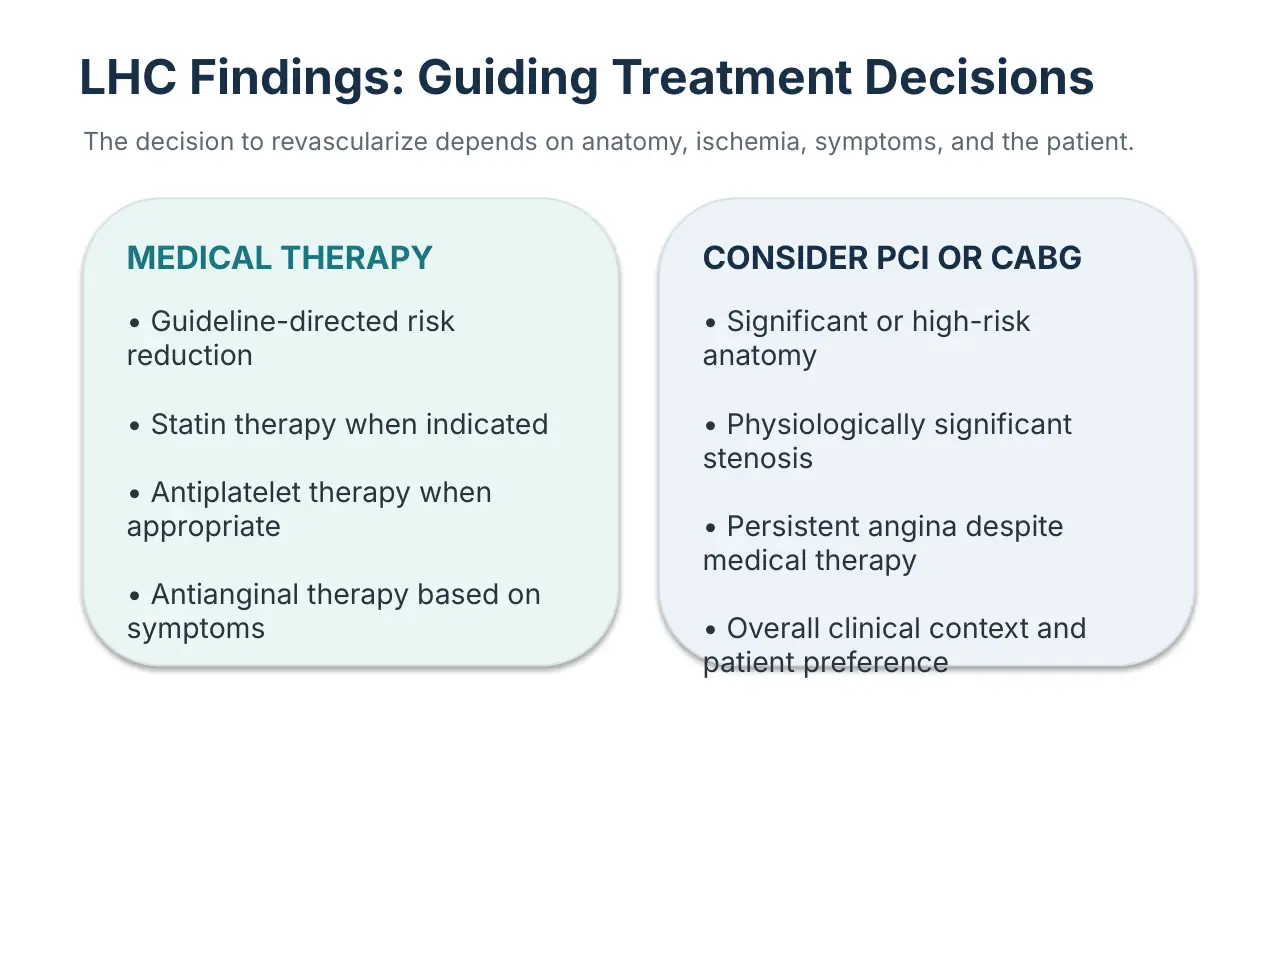 LHC Findings: Guiding Treatment Decisions
The decision to revascularize depends on anatomy, ischemia, symptoms, and the patient.
MEDICAL THERAPY
• Guideline-directed risk
reduction
• Statin therapy when indicated
• Antiplatelet therapy when
appropriate
• Antianginal therapy based on
symptoms
CONSIDER PCI OR CABG
• Significant or high-risk
anatomy
• Physiologically significant
stenosis
• Persistent angina despite
medical therapy
• Overall clinical context and
patient preference